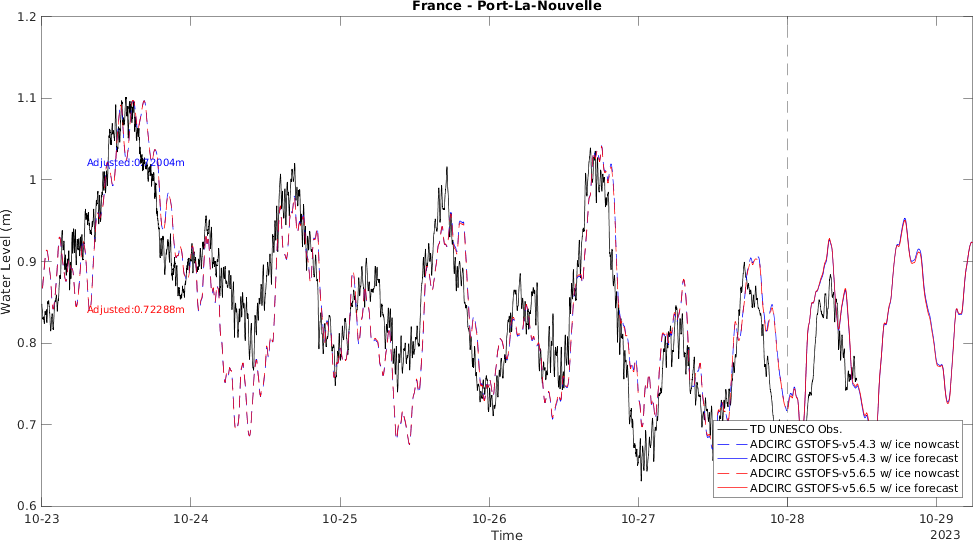 France - Port-La-Nouvelle
1.2
1.1
1
0.9
0.8
0.7
0.6
Water Level (m)
Adjusted:0.72004m
Adjusted:0.72288m
TD UNESCO Obs.
ADCIRC GSTOFS-v5.4.3 w/ ice nowcast
ADCIRC GSTOFS-v5.4.3 w/ ice forecast
ADCIRC GSTOFS-v5.6.5 w/ ice nowcast
ADCIRC GSTOFS-v5.6.5 w/ ice forecast
10-23 10-24 10-25 10-26 10-27 10-28 10-29
Time
2023